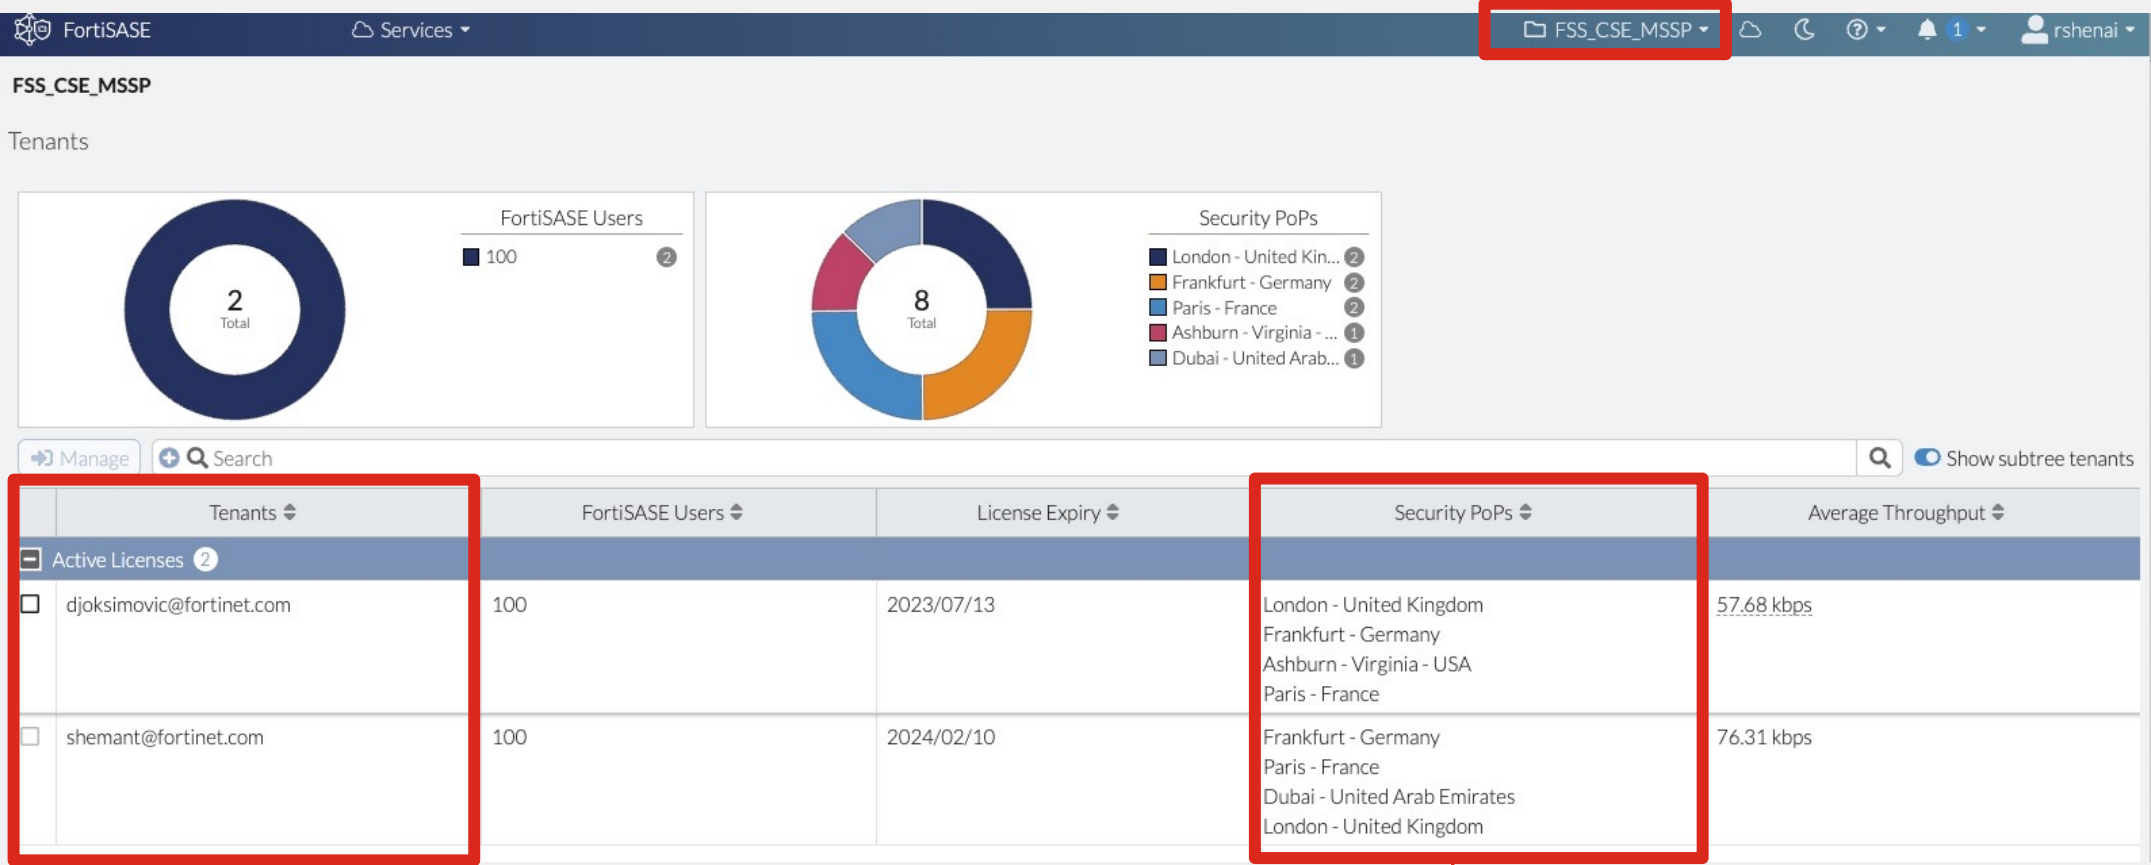 FortiSASE Services FSS_CSE_MSSP 1 rshenai
FSS_CSE_MSSP
Tenants
FortiSASE Users
100 2
2
Total
Security PoPs
London - United Kin... 2
Frankfurt - Germany 2
Paris - France 2
Ashburn - Virginia - ... 1
Dubai - United Arab... 1
8
Total
Manage Search Show subtree tenants
Tenants FortiSASE Users License Expiry Security PoPs Average Throughput
Active Licenses 2
djoksimovic@fortinet.com 100 2023/07/13 London - United Kingdom 57.68 kbps
Frankfurt - Germany
Ashburn - Virginia - USA
Paris - France
shemant@fortinet.com 100 2024/02/10 Frankfurt - Germany 76.31 kbps
Paris - France
Dubai - United Arab Emirates
London - United Kingdom